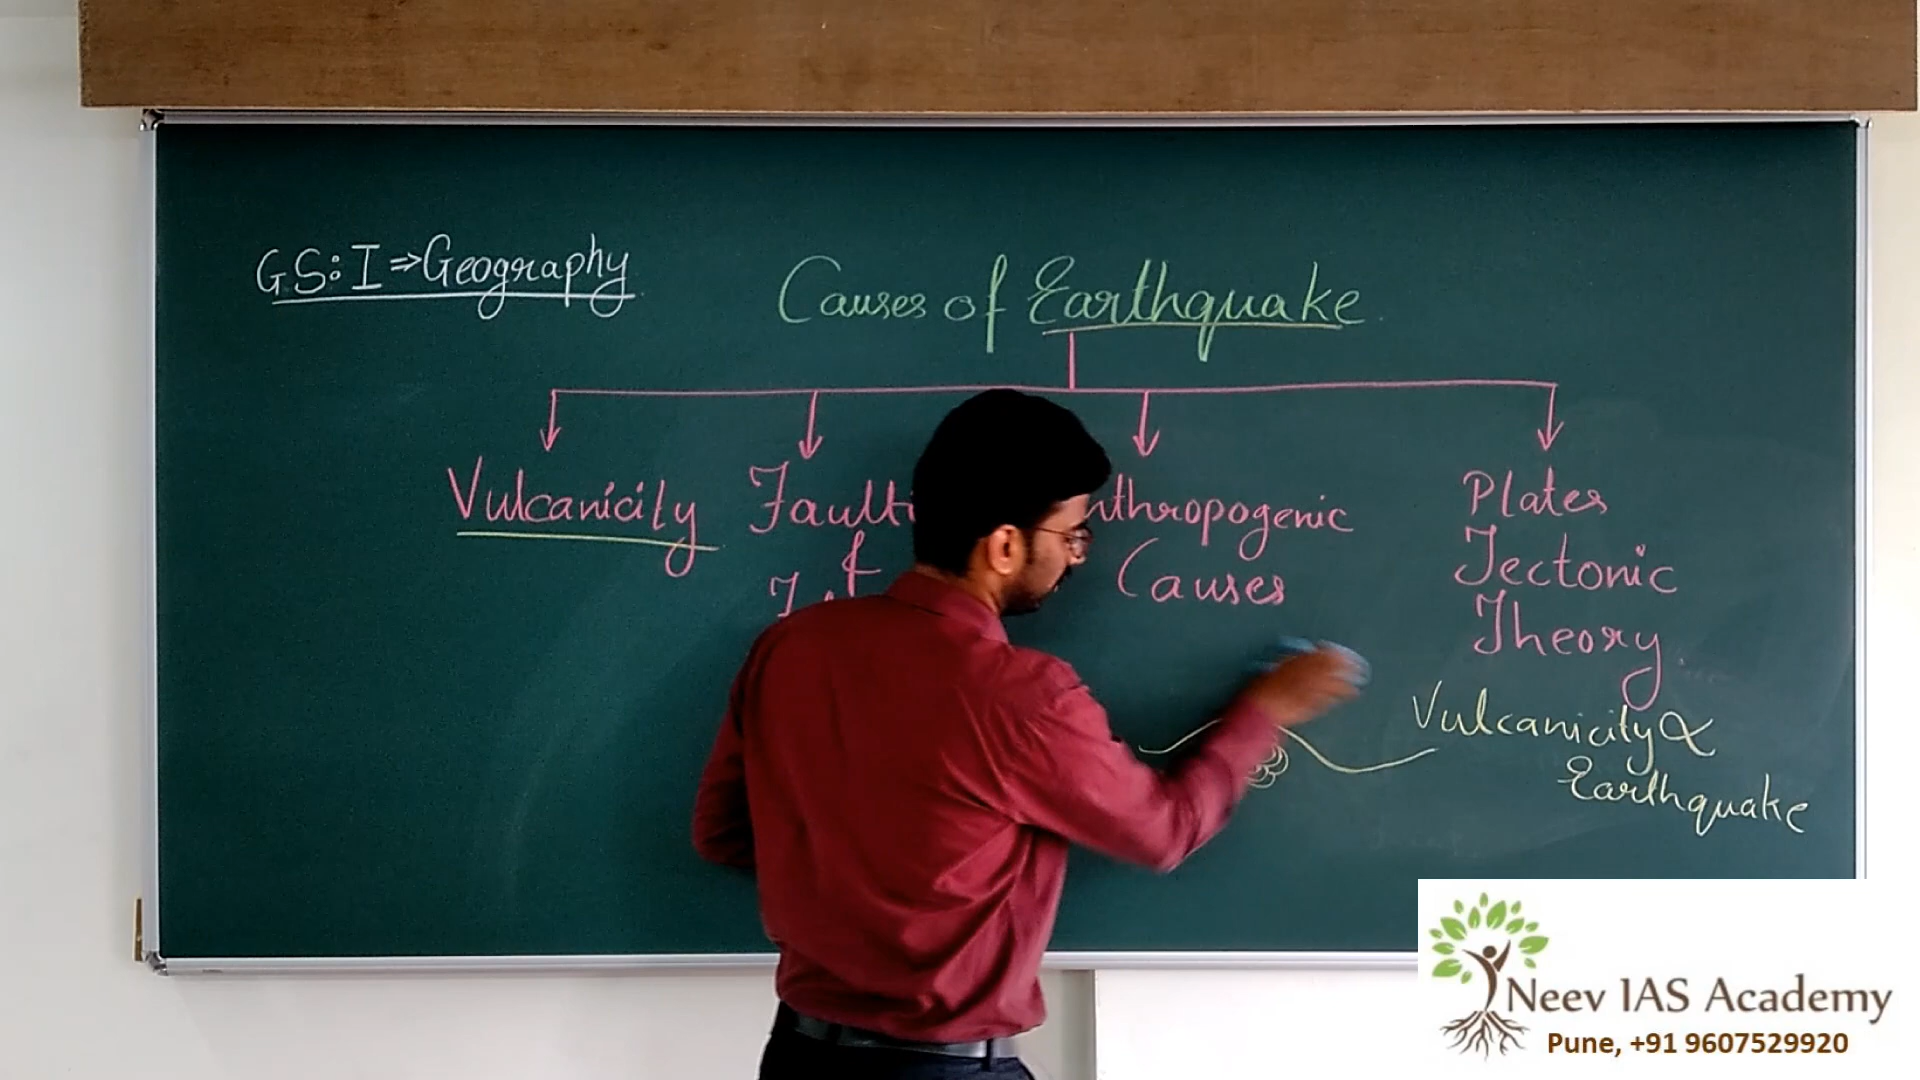 GS:I⇒Geography
Causes of Earthquake
Vulcanicity
&
Causes
Plates
Tectonic
Theory
Vulcanicity ∝
Earthquake
Neev IAS Academy
Pune, +91 9607529920